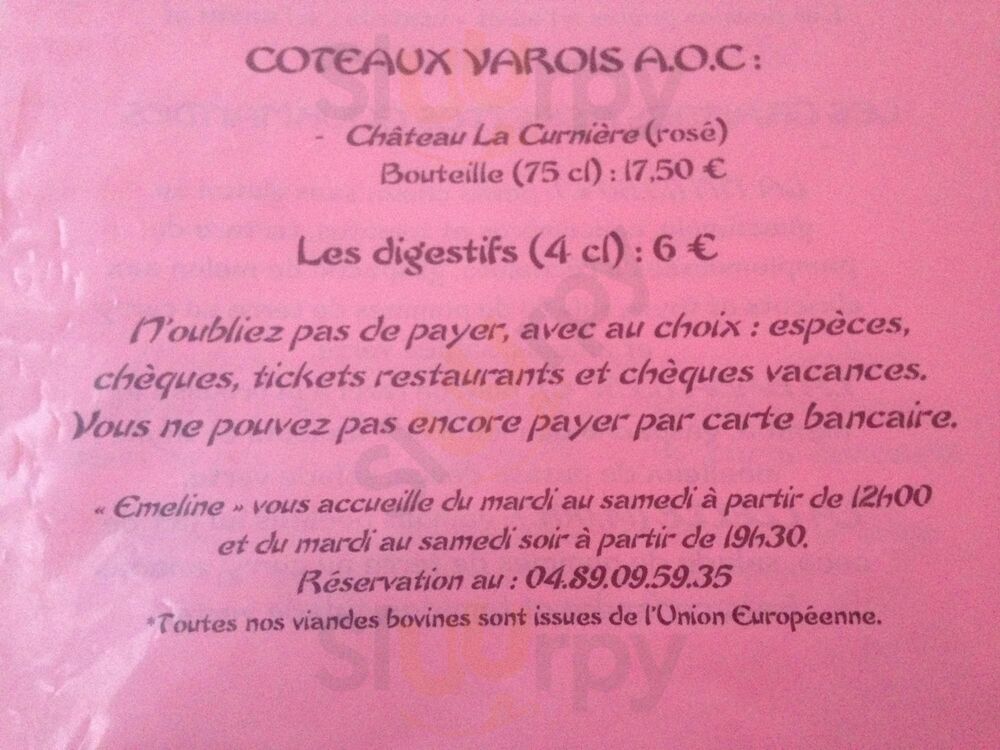 COTEAUX VAROIS A.O.C :
- Château La Curnière (rosé)
Bouteille (75 cl) : 17,50 €
Les digestifs (4 cl) : 6 €
N'oubliez pas de payer, avec au choix : espèces,
chèques, tickets restaurants et chèques vacances.
Vous ne pouvez pas encore payer par carte bancaire.
« Emeline » vous accueille du mardi au samedi à partir de 12h00
et du mardi au samedi soir à partir de 19h30.
Réservation au : 04.89.09.59.35
*Toutes nos viandes bovines sont issues de l'Union Européenne.
slurpy
slurpy
slurpy